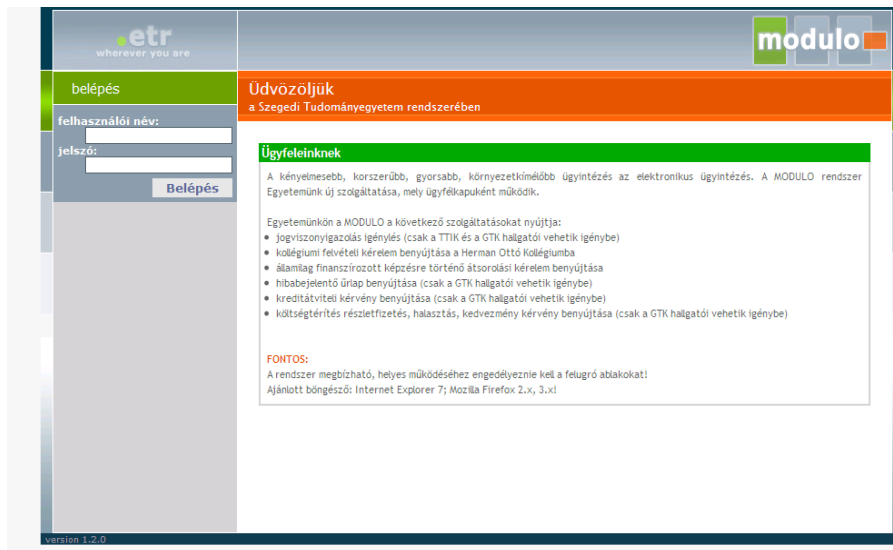 .etr
wherever you are
modulo
belépés
felhasználói név:
jelszó:
Belépés
Üdvözöljük
a Szegedi Tudományegyetem rendszerében
Ügyfeleinknek
A kényelmesebb, korszerűbb, gyorsabb, környezetkímélőbb ügyintézés az elektronikus ügyintézés. A MODULO rendszer
Egyetemünk új szolgáltatása, mely ügyfélkapuként működik.
Egyetemünkön a MODULO a következő szolgáltatásokat nyújtja:
• jogviszonyigazolás igénylés (csak a TTIK és a GTK hallgatói vehetik igénybe)
• kollégiumi felvételi kérelem benyújtása a Herman Ottó Kollégiumba
• államilag finanszírozott képzésre történő átsorolási kérelem benyújtása
• hibabejelentő űrlap benyújtása (csak a GTK hallgatói vehetik igénybe)
• kreditátviteli kérvény benyújtása (csak a GTK hallgatói vehetik igénybe)
• költségtérítés részletfizetés, halasztás, kedvezmény kérvény benyújtása (csak a GTK hallgatói vehetik igénybe)
FONTOS:
A rendszer megbízható, helyes működéséhez engedélyeznie kell a felugró ablakokat!
Ajánlott böngésző: Internet Explorer 7; Mozilla Firefox 2.x, 3.x!
version 1.2.0